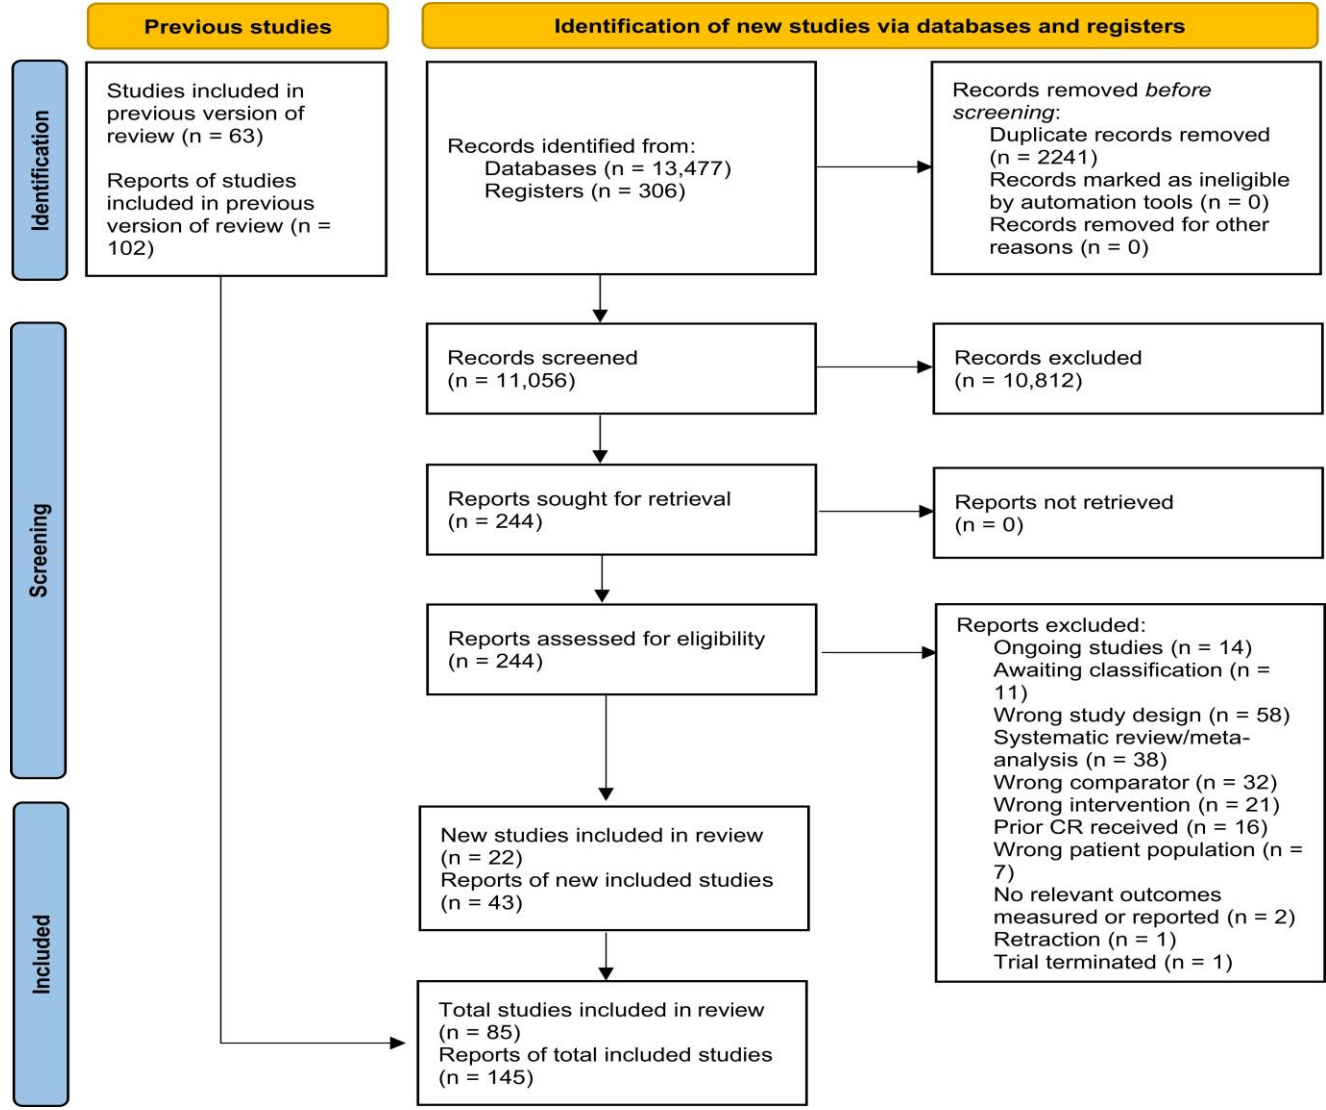 Previous studies
Identification of new studies via databases and registers
Identification
Studies included in
previous version of
review (n = 63)
Reports of studies
included in previous
version of review (n =
102)
Records identified from:
Databases (n = 13,477)
Registers (n = 306)
Records removed before
screening:
Duplicate records removed
(n = 2241)
Records marked as ineligible
by automation tools (n = 0)
Records removed for other
reasons (n = 0)
Screening
Records screened
(n = 11,056)
Records excluded
(n = 10,812)
Reports sought for retrieval
(n = 244)
Reports not retrieved
(n = 0)
Reports assessed for eligibility
(n = 244)
Reports excluded:
Ongoing studies (n = 14)
Awaiting classification (n =
11)
Wrong study design (n = 58)
Systematic review/meta-
analysis (n = 38)
Wrong comparator (n = 32)
Wrong intervention (n = 21)
Prior CR received (n = 16)
Wrong patient population (n =
7)
No relevant outcomes
measured or reported (n = 2)
Retraction (n = 1)
Trial terminated (n = 1)
Included
New studies included in review
(n = 22)
Reports of new included studies
(n = 43)
Total studies included in review
(n = 85)
Reports of total included studies
(n = 145)